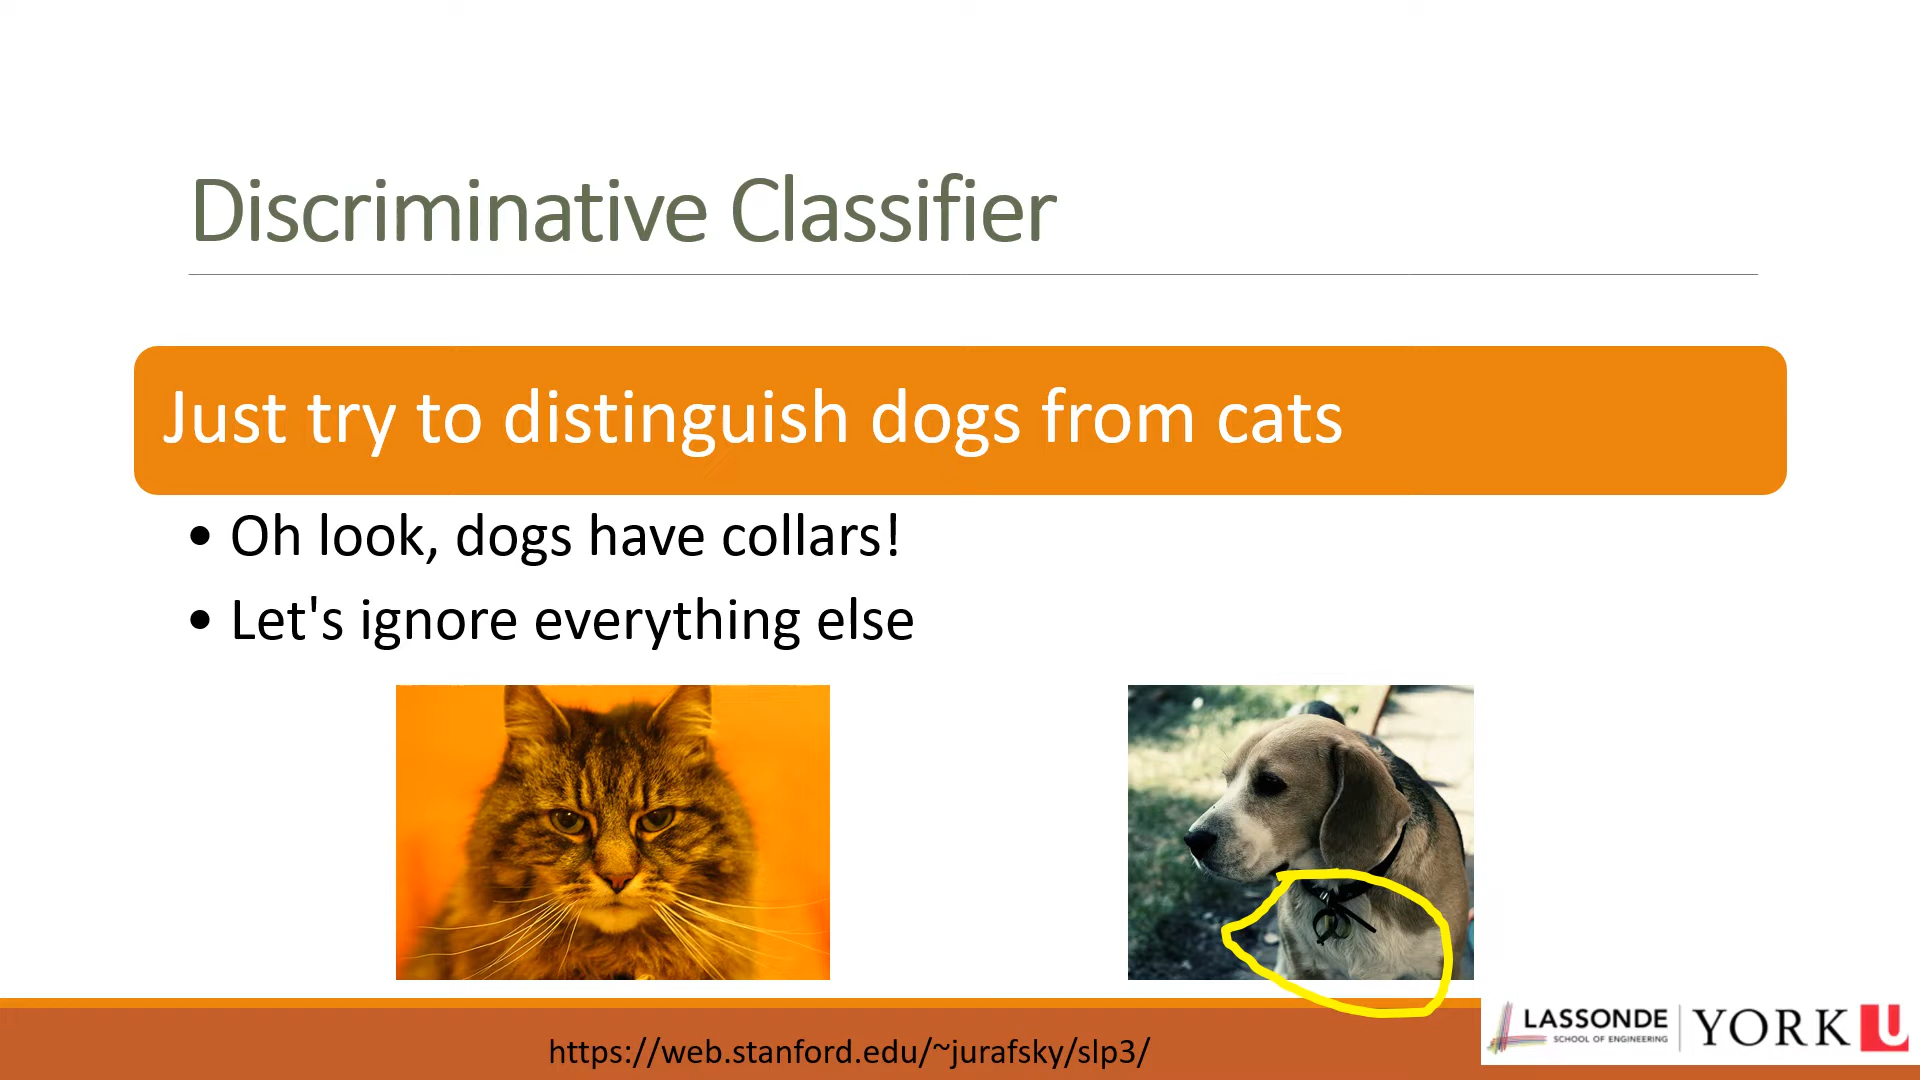 Discriminative Classifier
Just try to distinguish dogs from cats
• Oh look, dogs have collars!
• Let's ignore everything else
https://web.stanford.edu/~jurafsky/slp3/
LASSONDE
SCHOOL OF ENGINEERING
YORK U